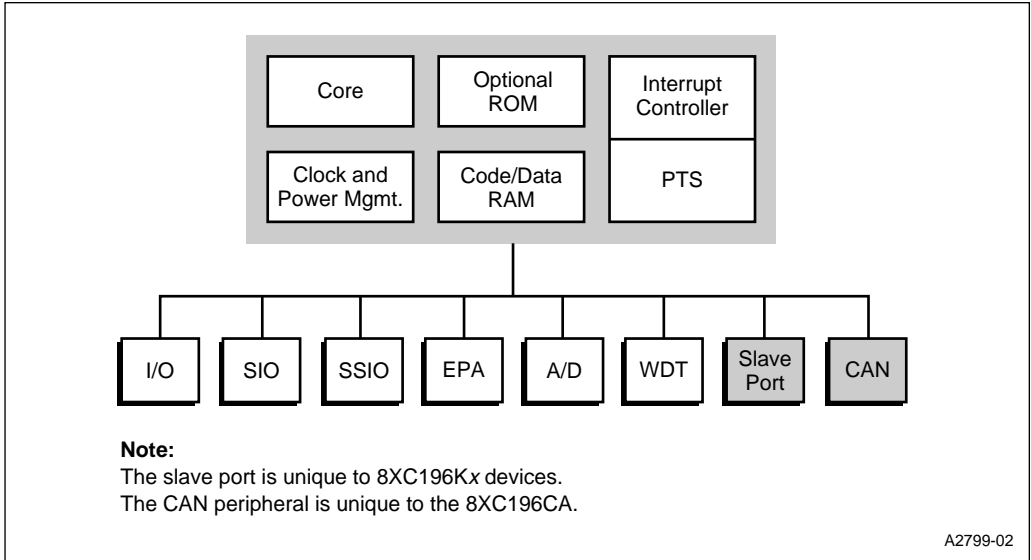 Core
Optional
ROM
Interrupt
Controller
Clock and
Power Mgmt.
Code/Data
RAM
PTS
I/O
SIO
SSIO
EPA
A/D
WDT
Slave
Port
CAN
Note:
The slave port is unique to 8XC196Kx devices.
The CAN peripheral is unique to the 8XC196CA.
A2799-02